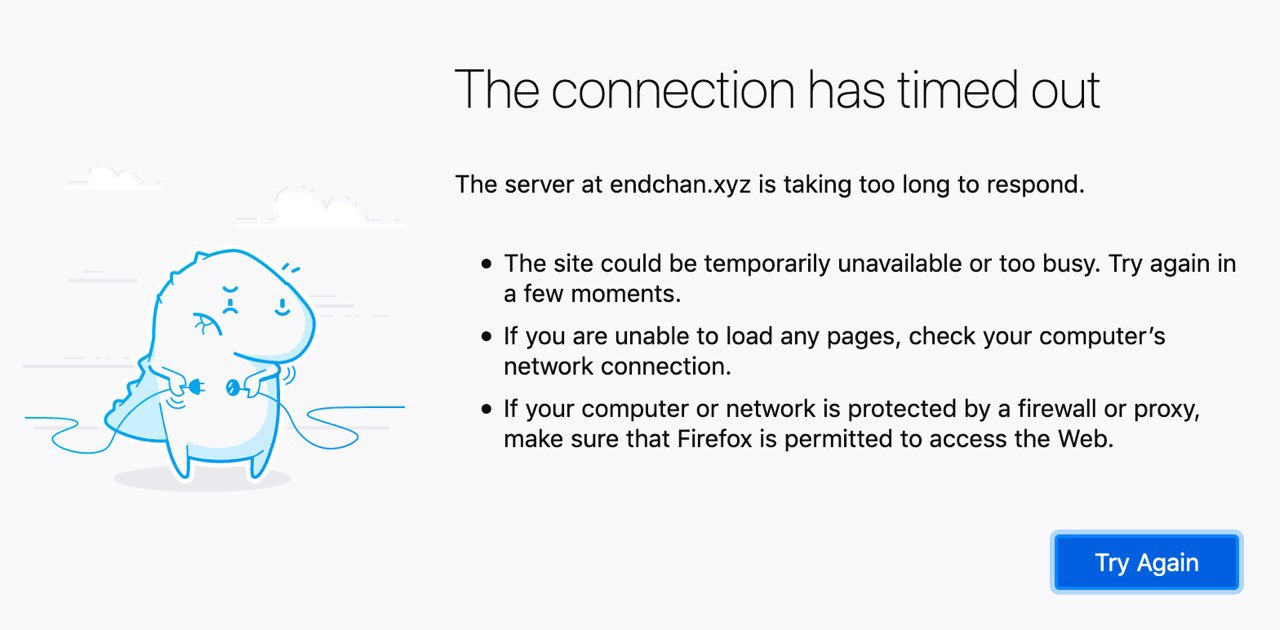 The connection has timed out
The server at endchan.xyz is taking too long to respond.
• The site could be temporarily unavailable or too busy. Try again in
a few moments.
• If you are unable to load any pages, check your computer’s
network connection.
• If your computer or network is protected by a firewall or proxy,
make sure that Firefox is permitted to access the Web.
Try Again